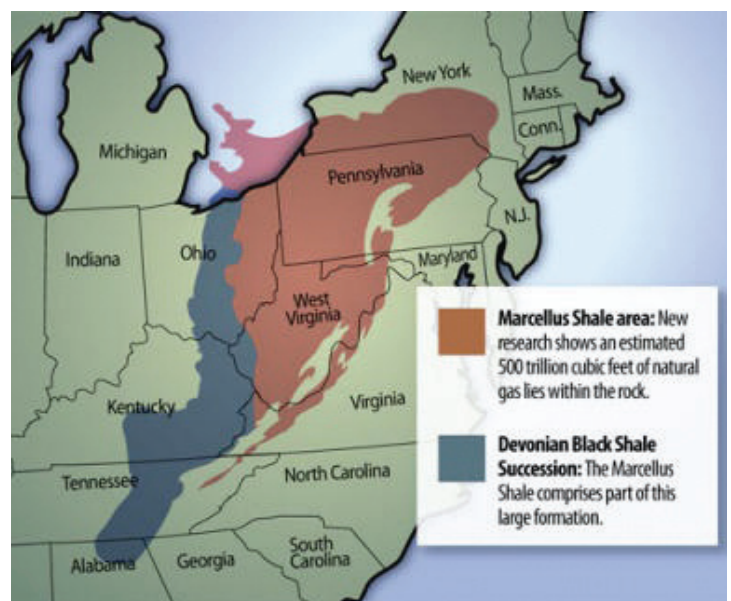 New York
Mass.
Conn.
Michigan
Pennsylvania
N.J.
Ohio
Indiana
Maryland
West
Virginia
Kentucky
Virginia
Tennessee
North Carolina
South
Carolina
Georgia
Alabama
Marcellus Shale area: New
research shows an estimated
500 trillion cubic feet of natural
gas lies within the rock.
Devonian Black Shale
Succession: The Marcellus
Shale comprises part of this
large formation.